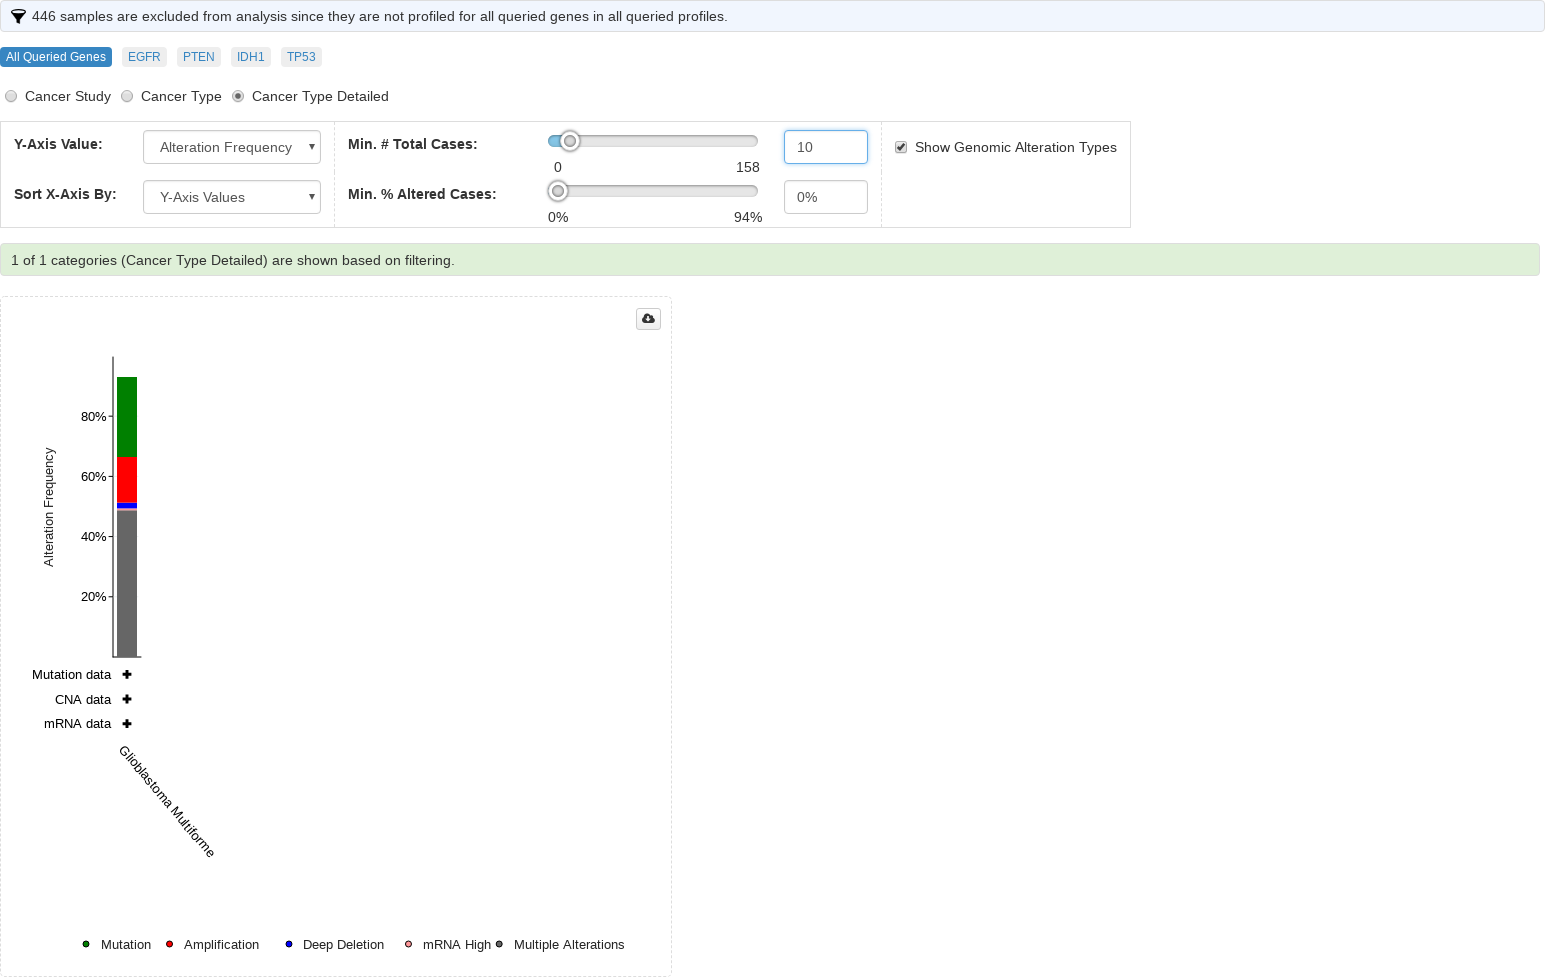 446 samples are excluded from analysis since they are not profiled for all queried genes in all queried profiles.
All Queried Genes EGFR PTEN IDH1 TP53
Cancer Study Cancer Type Cancer Type Detailed
Y-Axis Value: Alteration Frequency Min. # Total Cases: 10 Show Genomic Alteration Types
0 158
Sort X-Axis By: Y-Axis Values Min. % Altered Cases: 0%
0% 94%
1 of 1 categories (Cancer Type Detailed) are shown based on filtering.
Alteration Frequency
80%
60%
40%
20%
Mutation data
CNA data
mRNA data
Glioblastoma Multiforme
Mutation Amplification Deep Deletion mRNA High Multiple Alterations